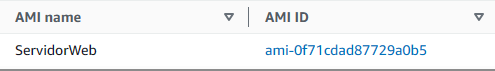 AMI name AMI ID
ServidorWeb ami-0f71cdad87729a0b5